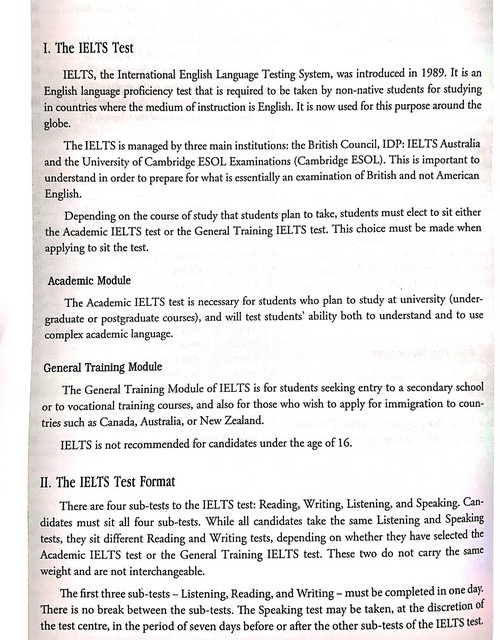 I. The IELTS Test
IELTS, the International English Language Testing System, was introduced in 1989. It is an
English language proficiency test that is required to be taken by non-native students for studying
in countries where the medium of instruction is English. It is now used for this purpose around the
globe.
The IELTS is managed by three main institutions: the British Council, IDP: IELTS Australia
and the University of Cambridge ESOL Examinations (Cambridge ESOL). This is important to
understand in order to prepare for what is essentially an examination of British and not American
English.
Depending on the course of study that students plan to take, students must elect to sit either
the Academic IELTS test or the General Training IELTS test. This choice must be made when
applying to sit the test.
Academic Module
The Academic IELTS test is necessary for students who plan to study at university (under-
graduate or postgraduate courses), and will test students' ability both to understand and to use
complex academic language.
General Training Module
The General Training Module of IELTS is for students seeking entry to a secondary school
or to vocational training courses, and also for those who wish to apply for immigration to coun-
tries such as Canada, Australia, or New Zealand.
IELTS is not recommended for candidates under the age of 16.
II. The IELTS Test Format
There are four sub-tests to the IELTS test: Reading, Writing, Listening, and Speaking. Can-
didates must sit all four sub-tests. While all candidates take the same Listening and Speaking
tests, they sit different Reading and Writing tests, depending on whether they have selected the
Academic IELTS test or the General Training IELTS test. These two do not carry the same
weight and are not interchangeable.
The first three sub-tests – Listening, Reading, and Writing – must be completed in one day.
There is no break between the sub-tests. The Speaking test may be taken, at the discretion of
the test centre, in the period of seven days before or after the other sub-tests of the IELTS test.